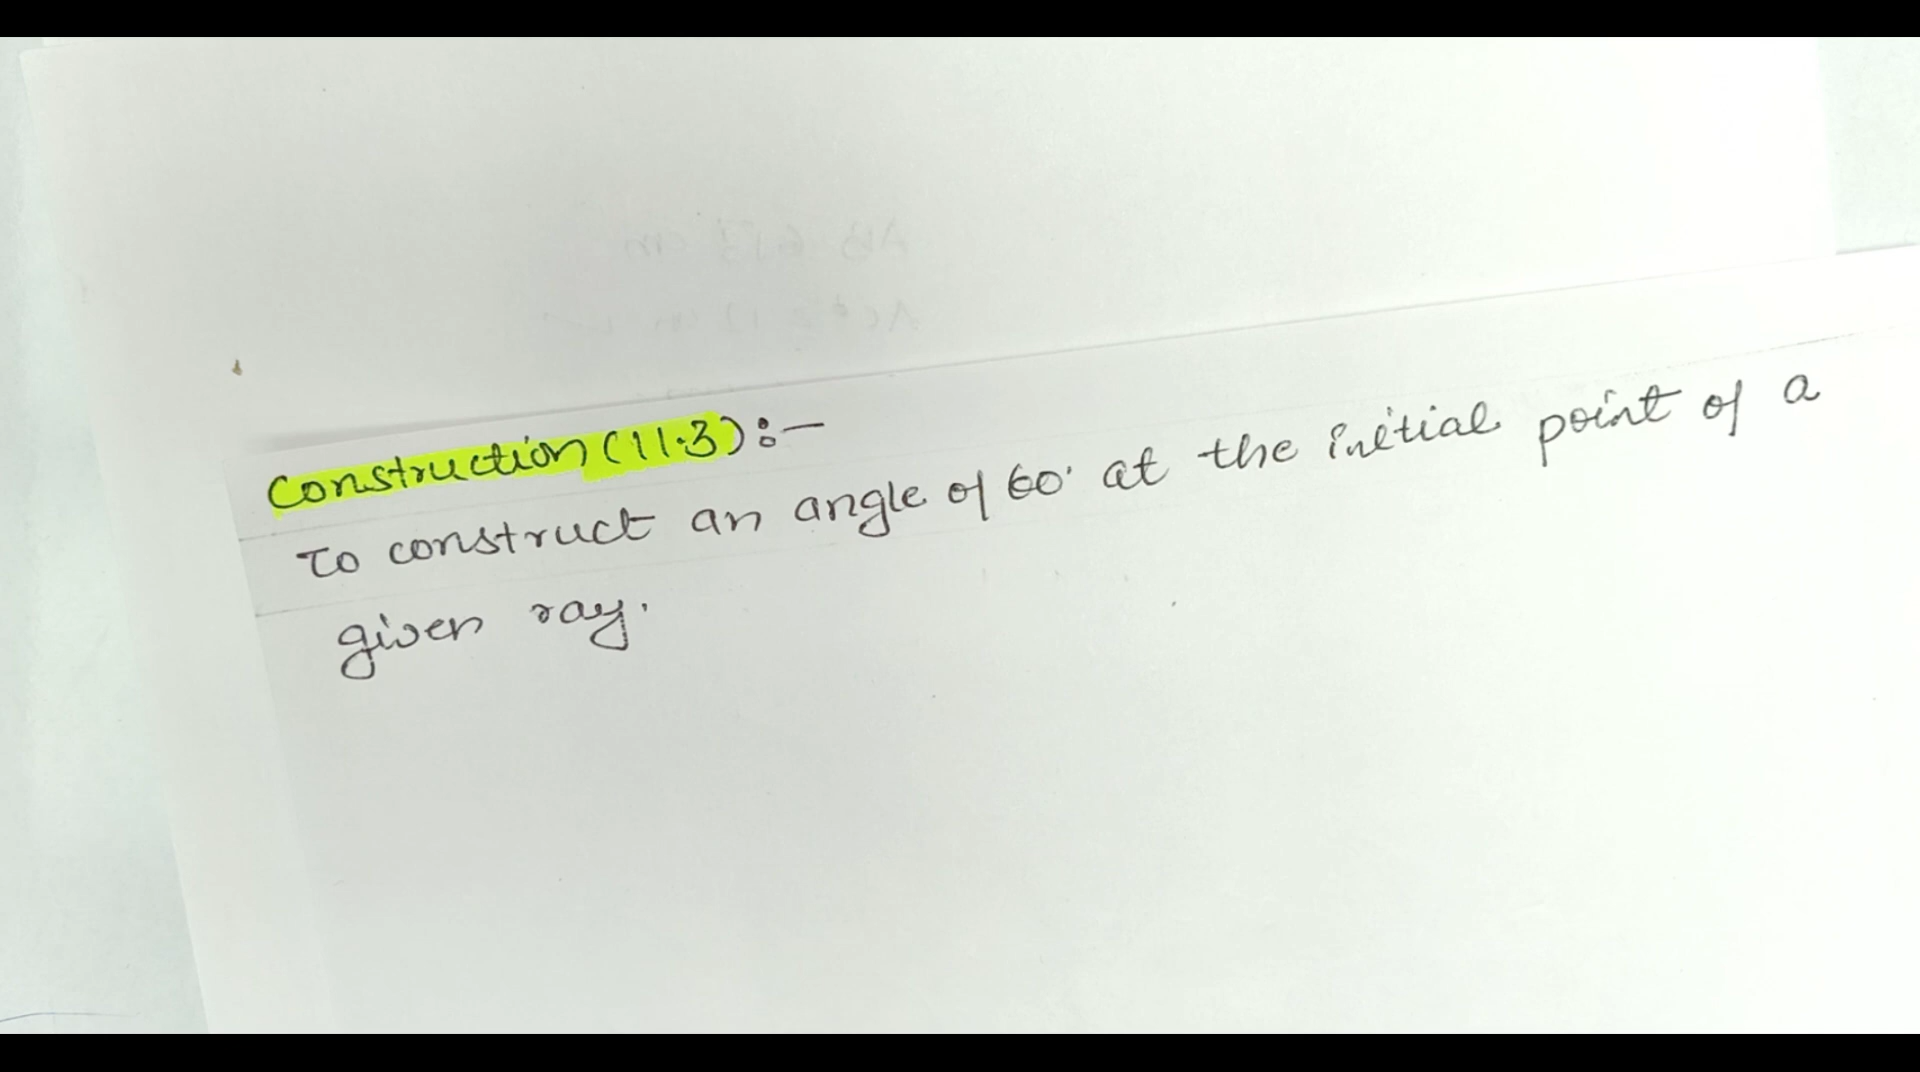 Construction (11.3):-
To construct an angle of 60° at the initial point of a
given ray.